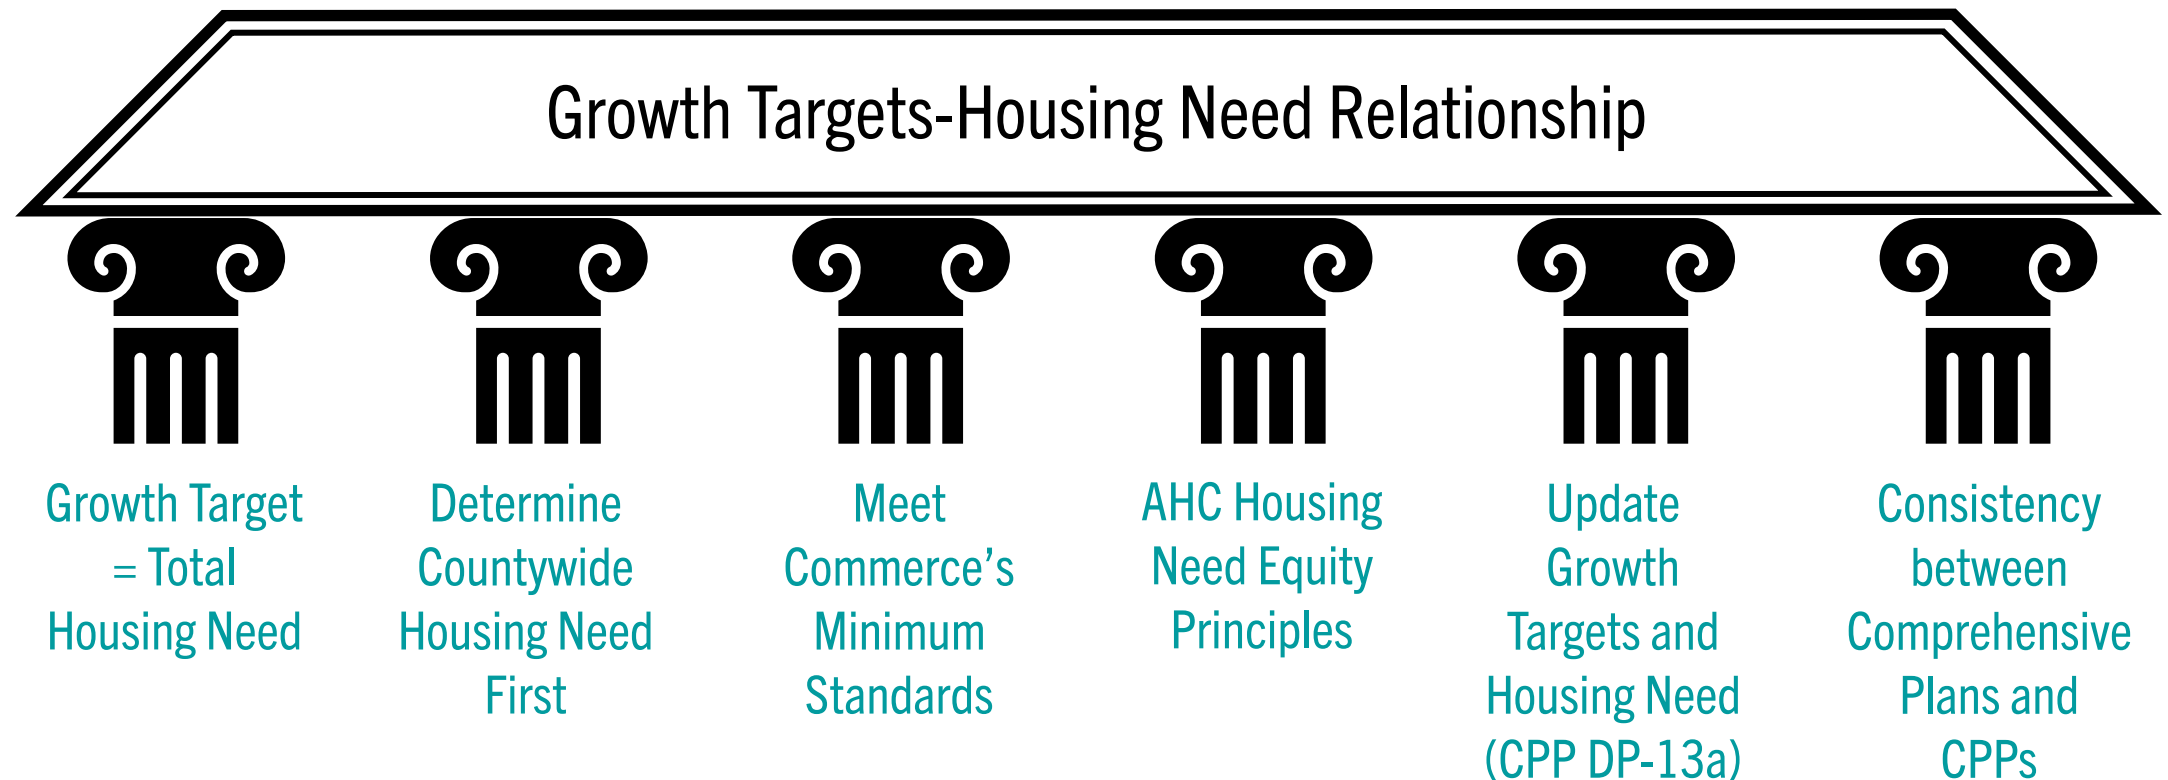 Growth Targets-Housing Need Relationship
Growth Target
= Total
Housing Need
Determine
Countywide
Housing Need
First
Meet
Commerce’s
Minimum
Standards
AHC Housing
Need Equity
Principles
Update
Growth
Targets and
Housing Need
(CPP DP-13a)
Consistency
between
Comprehensive
Plans and
CPPs